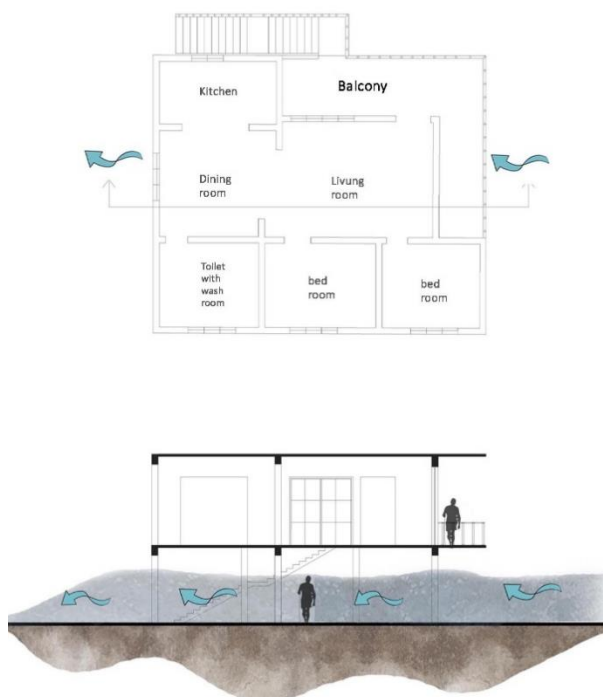 Kitchen
Balcony
Dining
room
Livung
room
Toilet
with
wash
room
bed
room
bed
room